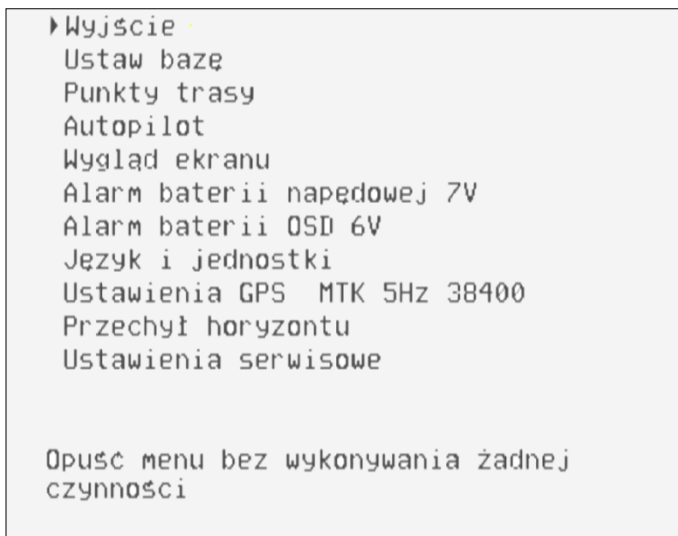 Wyjście
Ustaw bazę
Punkty trasy
Autopilot
Wygląd ekranu
Alarm baterii napędowej 7V
Alarm baterii OSD 6V
Język i jednostki
Ustawienia GPS  MTK 5Hz 38400
Przechył horyzontu
Ustawienia serwisowe
Opuść menu bez wykonywania żadnej
czynności